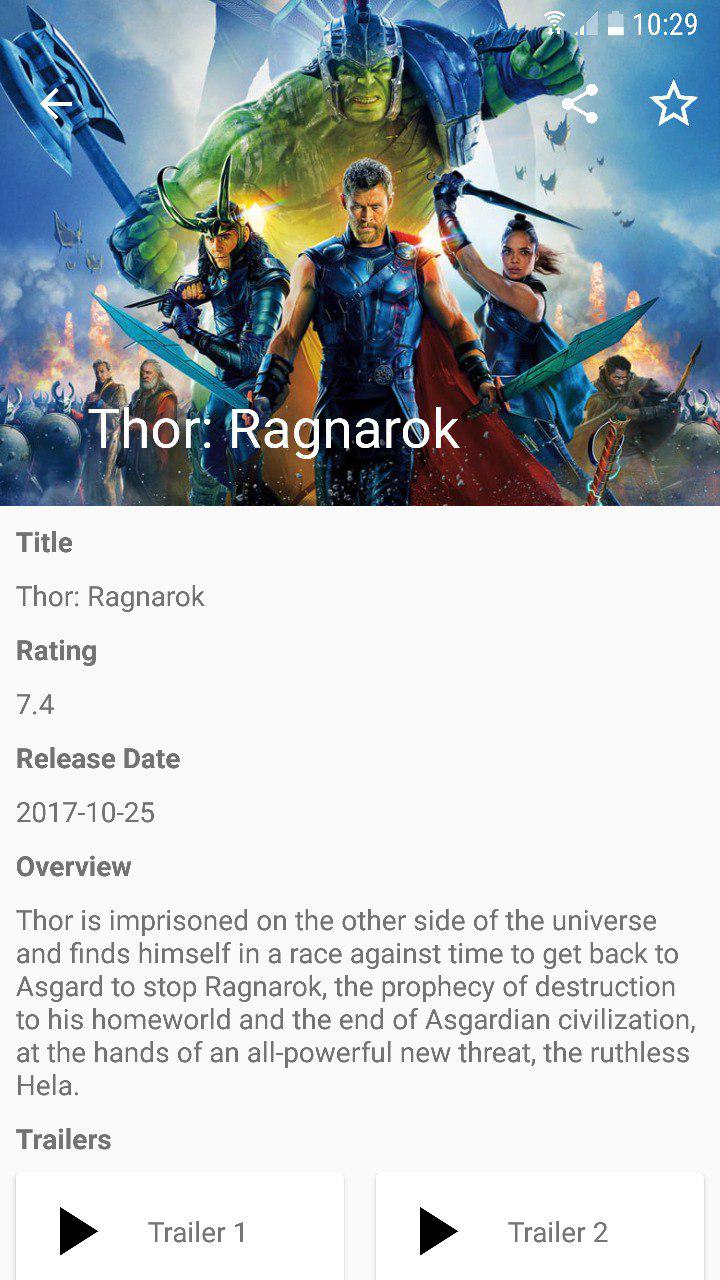 10:29
Thor: Ragnarok
Title
Thor: Ragnarok
Rating
7.4
Release Date
2017-10-25
Overview
Thor is imprisoned on the other side of the universe
and finds himself in a race against time to get back to
Asgard to stop Ragnarok, the prophecy of destruction
to his homeworld and the end of Asgardian civilization,
at the hands of an all-powerful new threat, the ruthless
Hela.
Trailers
Trailer 1
Trailer 2